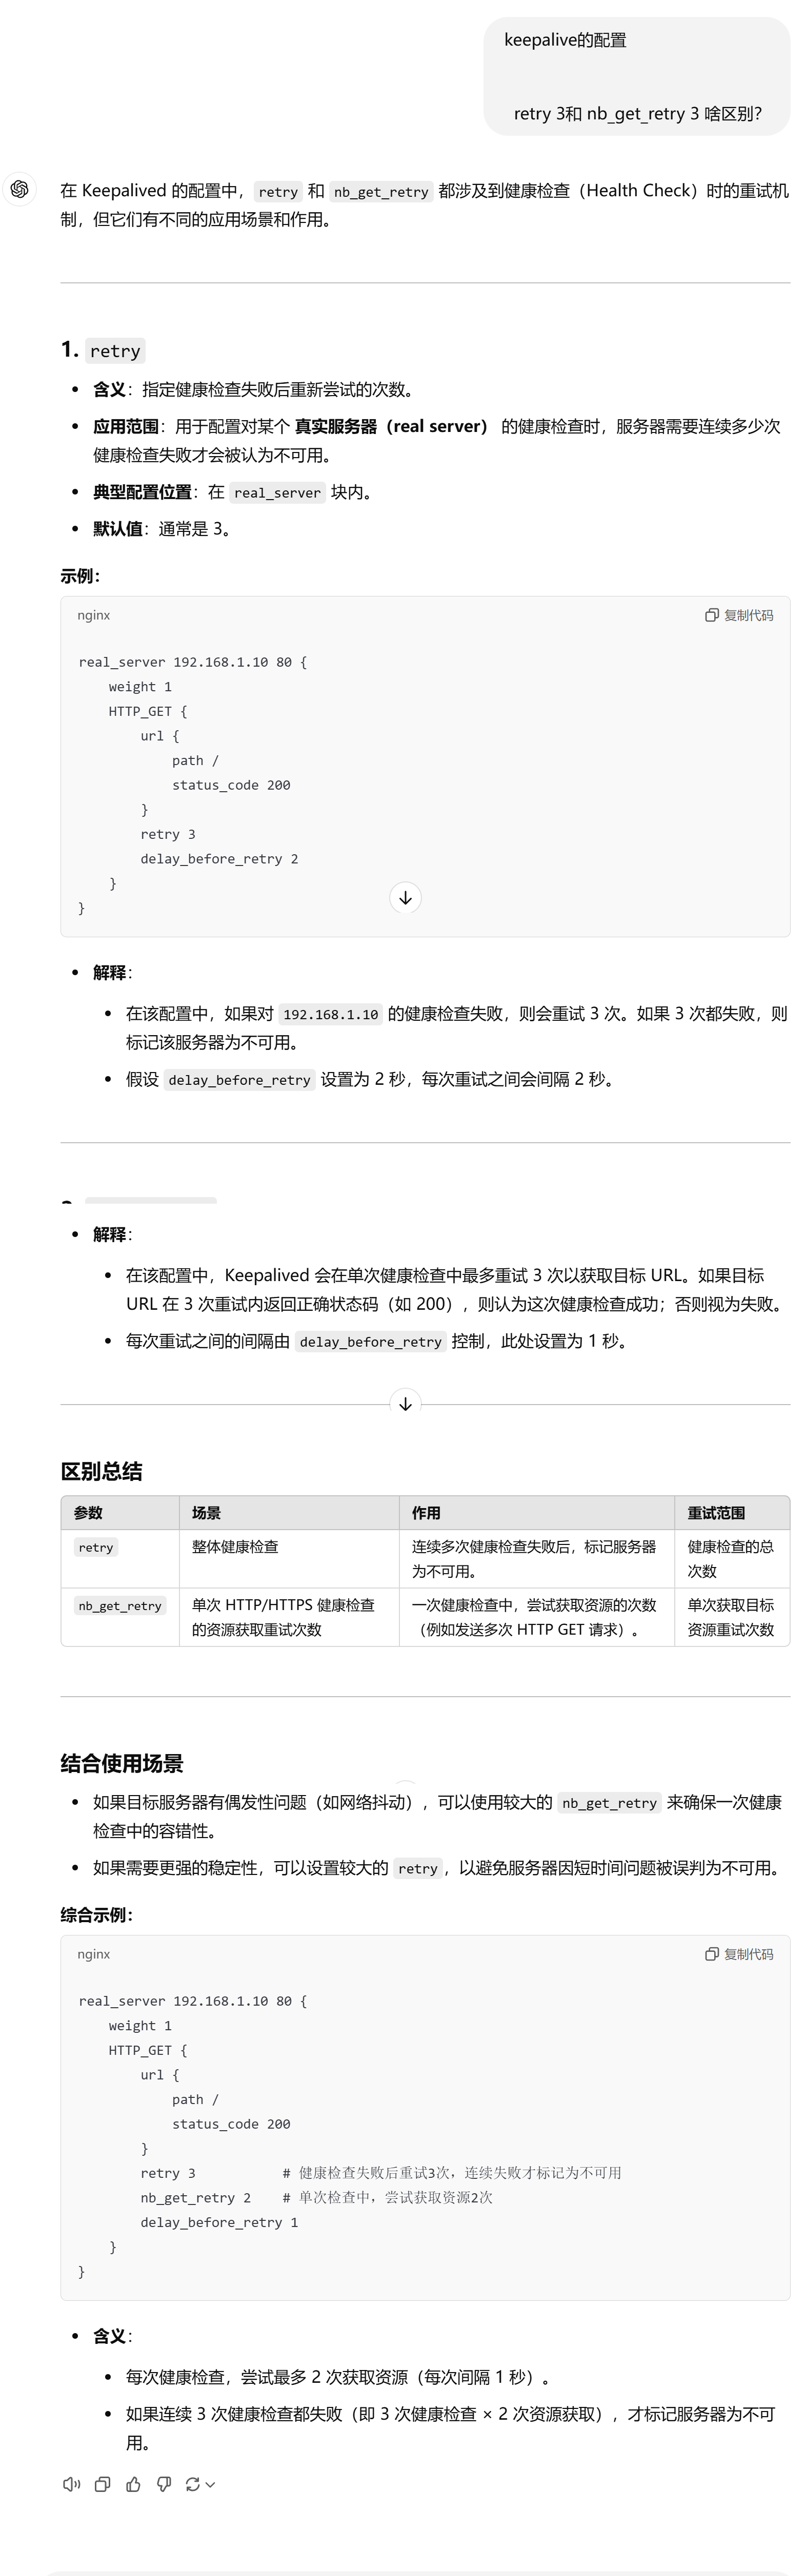 keepalive的配置
retry 3和 nb_get_retry 3 啥区别？
在 Keepalived 的配置中，retry 和 nb_get_retry 都涉及到健康检查（Health Check）时的重试机
制，但它们有不同的应用场景和作用。
1. retry
• 含义：指定健康检查失败后重新尝试的次数。
• 应用范围：用于配置对某个 真实服务器（real server） 的健康检查时，服务器需要连续多少次
健康检查失败才会被认为不可用。
• 典型配置位置：在 real_server 块内。
• 默认值：通常是 3。
示例：
nginx 复制代码
real_server 192.168.1.10 80 {
    weight 1
    HTTP_GET {
        url {
            path /
            status_code 200
        }
        retry 3
        delay_before_retry 2
    }
}
• 解释：
• 在该配置中，如果对 192.168.1.10 的健康检查失败，则会重试 3 次。如果 3 次都失败，则
标记该服务器为不可用。
• 假设 delay_before_retry 设置为 2 秒，每次重试之间会间隔 2 秒。
• 解释：
• 在该配置中，Keepalived 会在单次健康检查中最多重试 3 次以获取目标 URL。如果目标
URL 在 3 次重试内返回正确状态码（如 200），则认为这次健康检查成功；否则视为失败。
• 每次重试之间的间隔由 delay_before_retry 控制，此处设置为 1 秒。
区别总结
参数 场景 作用 重试范围
retry 整体健康检查 连续多次健康检查失败后，标记服务器 健康检查的总
为不可用。 次数
nb_get_retry 单次 HTTP/HTTPS 健康检查 一次健康检查中，尝试获取资源的次数 单次获取目标
的资源获取重试次数 （例如发送多次 HTTP GET 请求）。 资源重试次数
结合使用场景
• 如果目标服务器有偶发性问题（如网络抖动），可以使用较大的 nb_get_retry 来确保一次健康
检查中的容错性。
• 如果需要更强的稳定性，可以设置较大的 retry，以避免服务器因短时间问题被误判为不可用。
综合示例：
nginx 复制代码
real_server 192.168.1.10 80 {
    weight 1
    HTTP_GET {
        url {
            path /
            status_code 200
        }
        retry 3           # 健康检查失败后重试3次，连续失败才标记为不可用
        nb_get_retry 2    # 单次检查中，尝试获取资源2次
        delay_before_retry 1
    }
}
• 含义：
• 每次健康检查，尝试最多 2 次获取资源（每次间隔 1 秒）。
• 如果连续 3 次健康检查都失败（即 3 次健康检查 × 2 次资源获取），才标记服务器为不可
用。